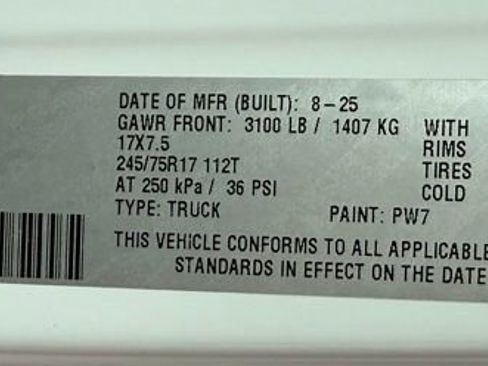 DATE OF MFR (BUILT): 8-25
GAWR FRONT: 3100 LB / 1407 KG WITH
17X7.5 RIMS
245/75R17 112T TIRES
AT 250 kPa / 36 PSI COLD
TYPE: TRUCK PAINT: PW7
THIS VEHICLE CONFORMS TO ALL APPLICABLE
STANDARDS IN EFFECT ON THE DATE